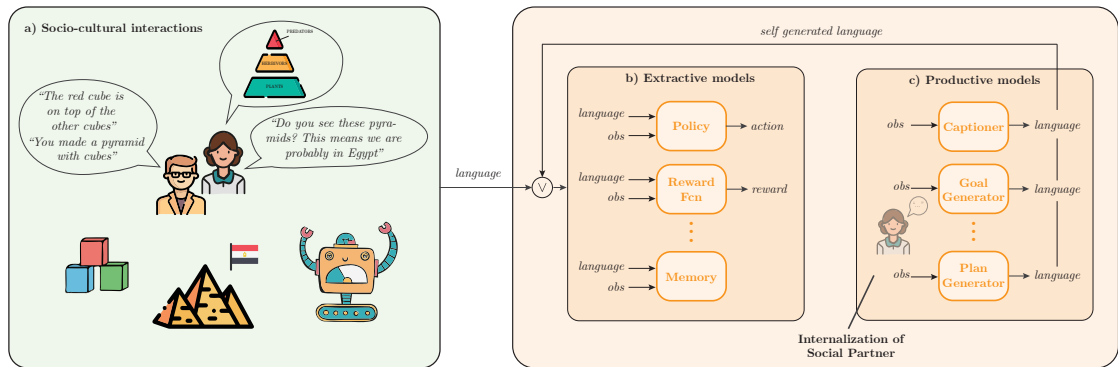 a) Socio-cultural interactions
PREDATORS
HERBIVORS
PLANTS
“The red cube is
on top of the
other cubes”
“You made a pyramid
with cubes”
“Do you see these pyra-
mids? This means we are
probably in Egypt”
language
∨
self generated language
b) Extractive models
language
obs
Policy
action
language
obs
Reward
Fcn
reward
language
obs
Memory
c) Productive models
obs
Captioner
language
obs
Goal
Generator
language
obs
Plan
Generator
language
Internalization of
Social Partner